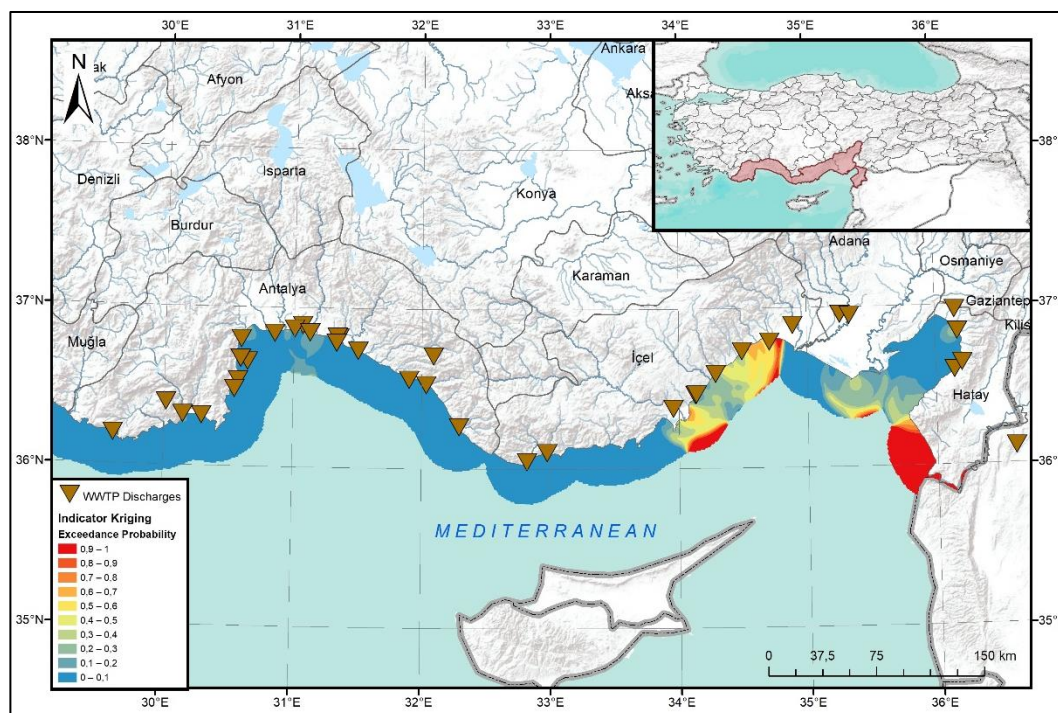 30°E 31°E 32°E 33°E 34°E 35°E 36°E
N
Ankara
Afyon
Aksa
38°N
38°N
Denizli
Isparta
Konya
Burdur
Adana
Osmaniye
Karaman
Antalya
37°N
37°N
Gaziantep
Kilis
Muğla
İçel
Hatay
36°N
36°N
WWTP Discharges
Indicator Kriging
Exceedance Probability
0,9 – 1
0,8 – 0,9
0,7 – 0,8
0,6 – 0,7
0,5 – 0,6
0,4 – 0,5
0,3 – 0,4
0,2 – 0,3
0,1 – 0,2
0 – 0,1
MEDITERRANEAN
35°N
35°N
0 37,5 75 150 km
30°E 31°E 32°E 33°E 34°E 35°E 36°E